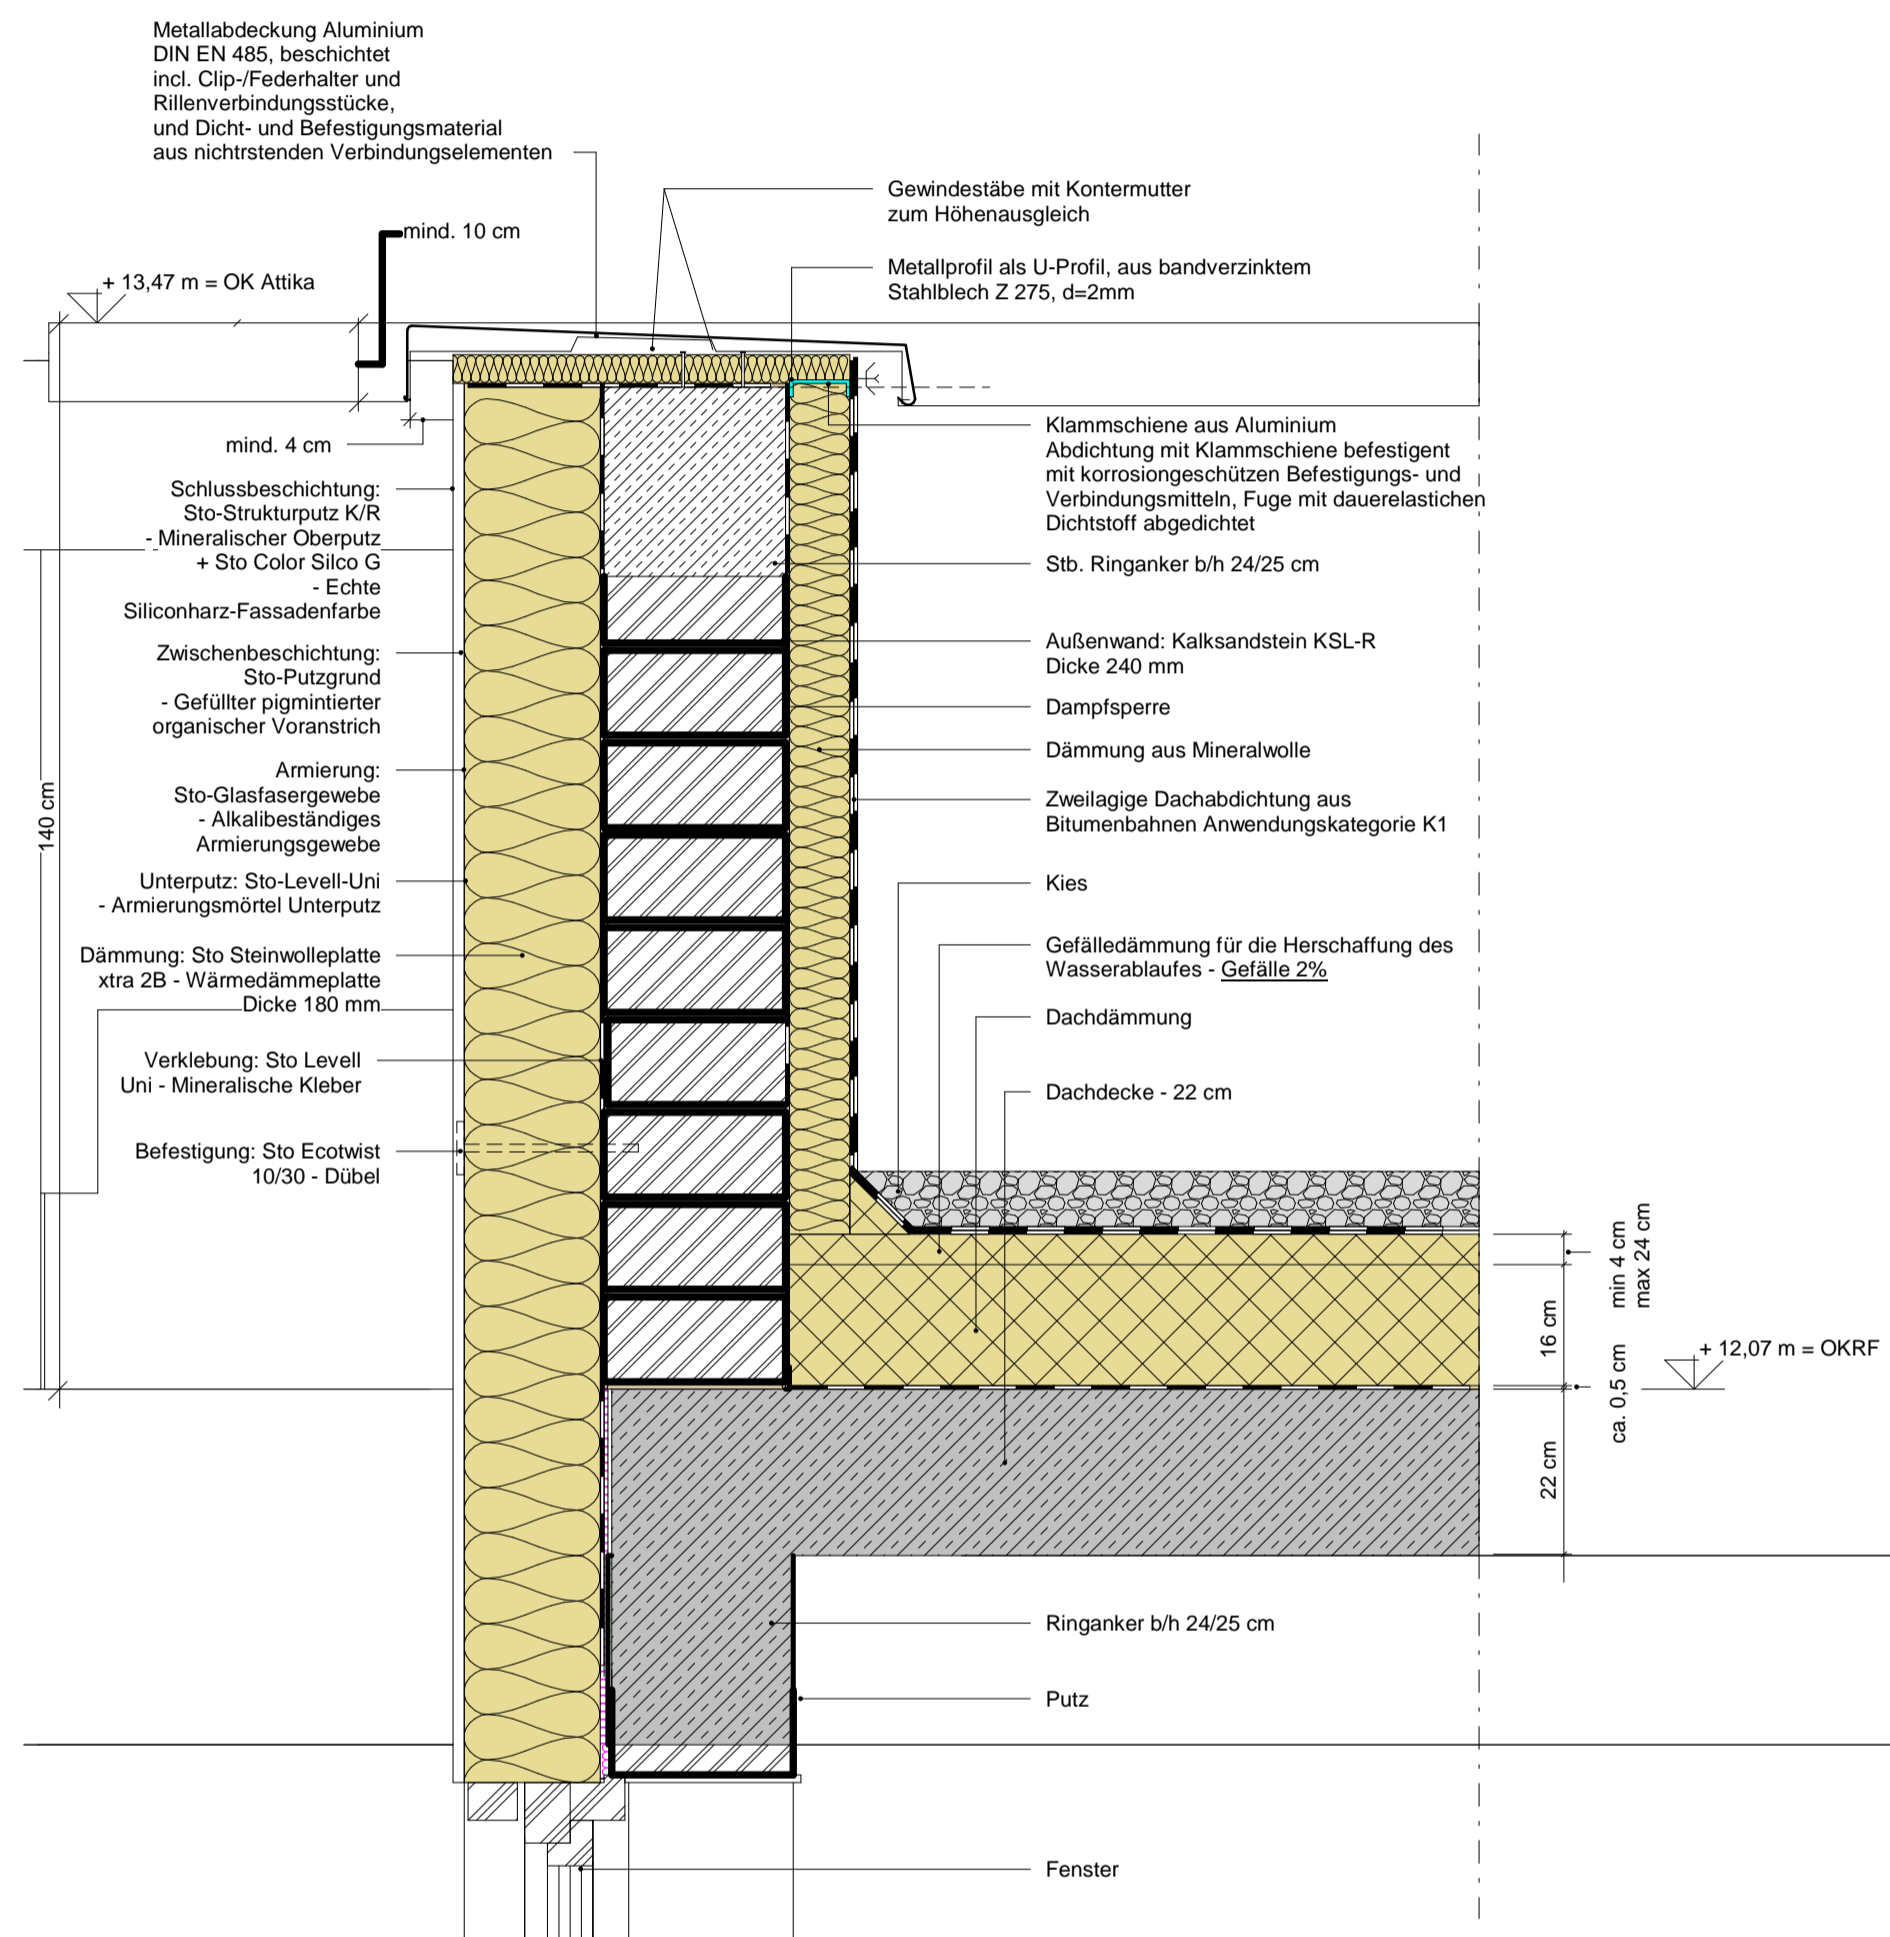 Metallabdeckung Aluminium
DIN EN 485, beschichtet
incl. Clip-/Federhalter und
Rillenverbindungsstücke,
und Dicht- und Befestigungsmaterial
aus nichtrstenden Verbindungselementen
mind. 10 cm
+ 13,47 m = OK Attika
mind. 4 cm
Schlussbeschichtung:
Sto-Strukturputz K/R
- Mineralischer Oberputz
+ Sto Color Silco G
- Echte
Siliconharz-Fassadenfarbe
Zwischenbeschichtung:
Sto-Putzgrund
- Gefüllter pigmintierter
organischer Voranstrich
Armierung:
Sto-Glasfasergewebe
- Alkalibeständiges
Armierungsgewebe
140 cm
Unterputz: Sto-Levell-Uni
- Armierungsmörtel Unterputz
Dämmung: Sto Steinwolleplatte
xtra 2B - Wärmedämmeplatte
Dicke 180 mm
Verklebung: Sto Levell
Uni - Mineralische Kleber
Befestigung: Sto Ecotwist
10/30 - Dübel
Gewindestäbe mit Kontermutter
zum Höhenausgleich
Metallprofil als U-Profil, aus bandverzinktem
Stahlblech Z 275, d=2mm
Klammschiene aus Aluminium
Abdichtung mit Klammschiene befestigent
mit korrosiongeschützen Befestigungs- und
Verbindungsmitteln, Fuge mit dauerelastichen
Dichtstoff abgedichtet
Stb. Ringanker b/h 24/25 cm
Außenwand: Kalksandstein KSL-R
Dicke 240 mm
Dampfsperre
Dämmung aus Mineralwolle
Zweilagige Dachabdichtung aus
Bitumenbahnen Anwendungskategorie K1
Kies
Gefälledämmung für die Herschaffung des
Wasserablaufes - Gefälle 2%
Dachdämmung
Dachdecke - 22 cm
min 4 cm
max 24 cm
16 cm
ca. 0,5 cm
+ 12,07 m = OKRF
22 cm
Ringanker b/h 24/25 cm
Putz
Fenster